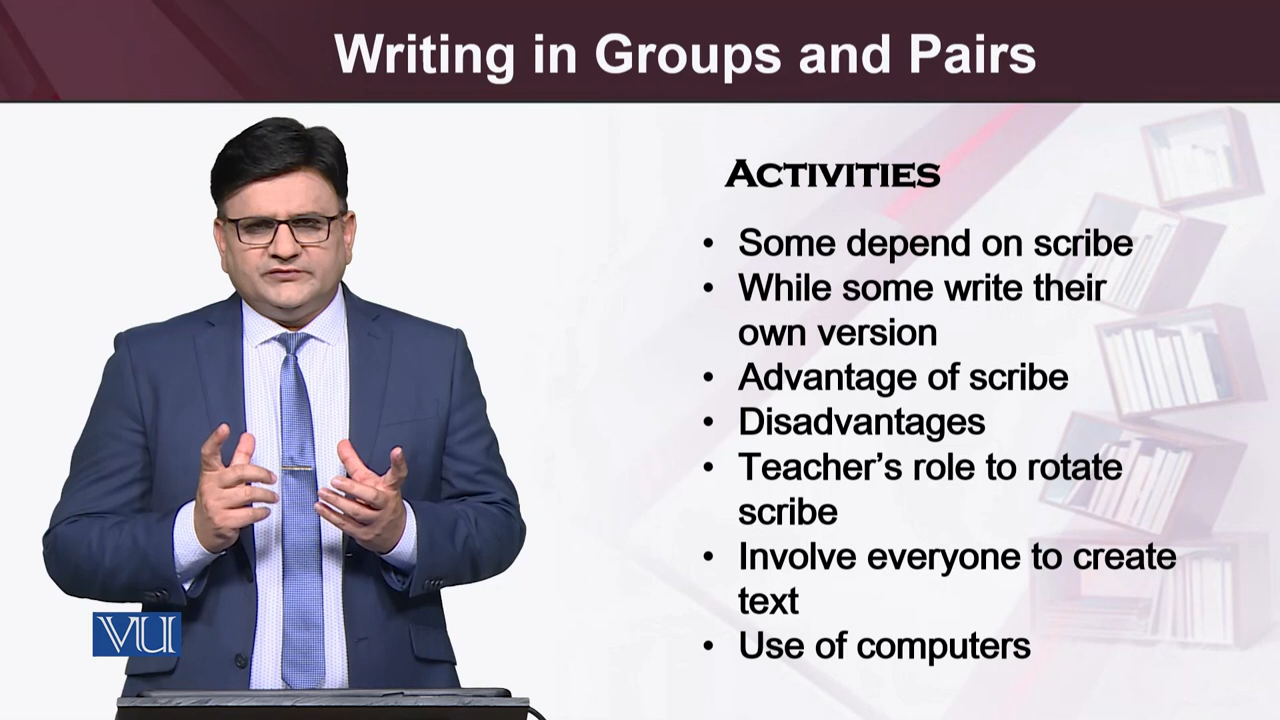 Writing in Groups and Pairs
ACTIVITIES
• Some depend on scribe
• While some write their
own version
• Advantage of scribe
• Disadvantages
• Teacher’s role to rotate
scribe
• Involve everyone to create
text
• Use of computers
VU